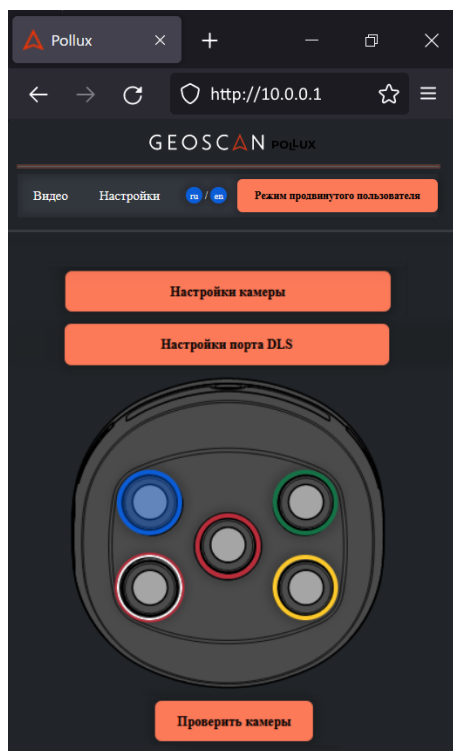 Pollux
http://10.0.0.1
GEOSCAN POLLUX
Видео Настройки ru / en Режим продвинутого пользователя
Настройки камеры
Настройки порта DLS
Проверить камеры